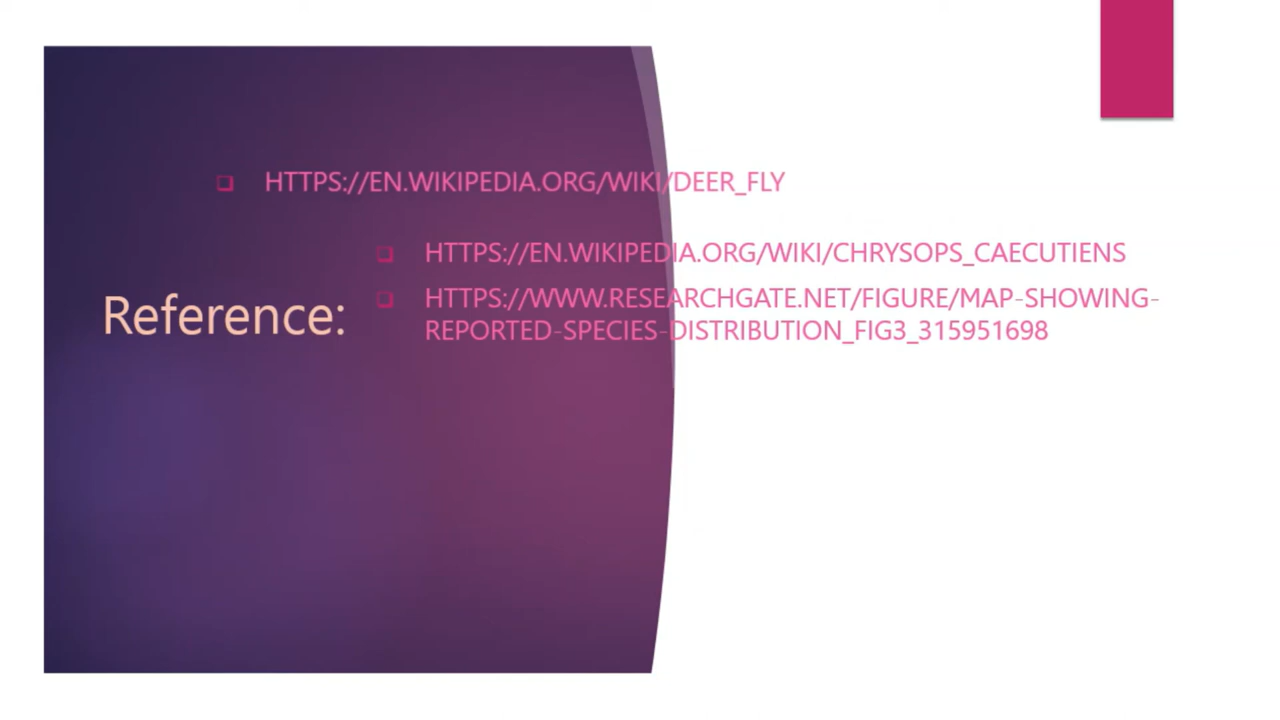 HTTPS://EN.WIKIPEDIA.ORG/WIKI/DEER_FLY
HTTPS://EN.WIKIPEDIA.ORG/WIKI/CHRYSOPS_CAECUTIENS
Reference:
HTTPS://WWW.RESEARCHGATE.NET/FIGURE/MAP-SHOWING-
REPORTED-SPECIES-DISTRIBUTION_FIG3_315951698